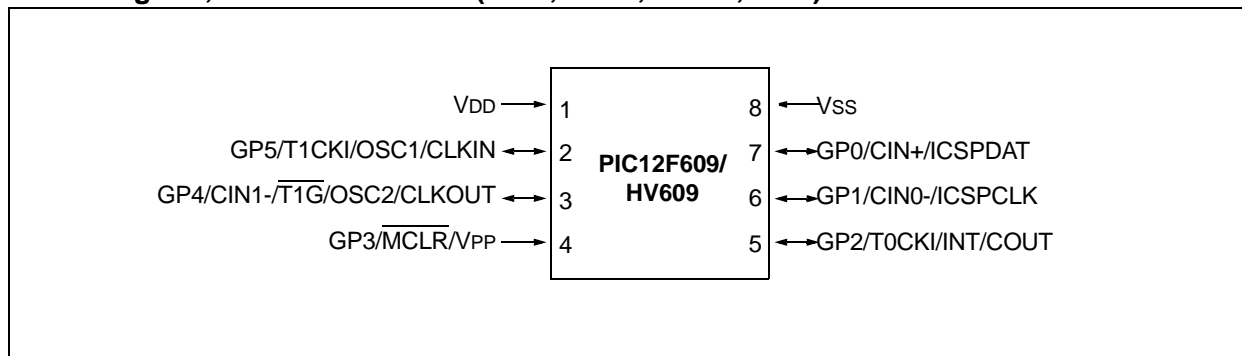 VDD
1
8
VSS
GP5/T1CKI/OSC1/CLKIN
2
PIC12F609/
HV609
7
GP0/CIN+/ICSPDAT
GP4/CIN1-/T1G/OSC2/CLKOUT
3
6
GP1/CIN0-/ICSPCLK
GP3/MCLR/VPP
4
5
GP2/T0CKI/INT/COUT